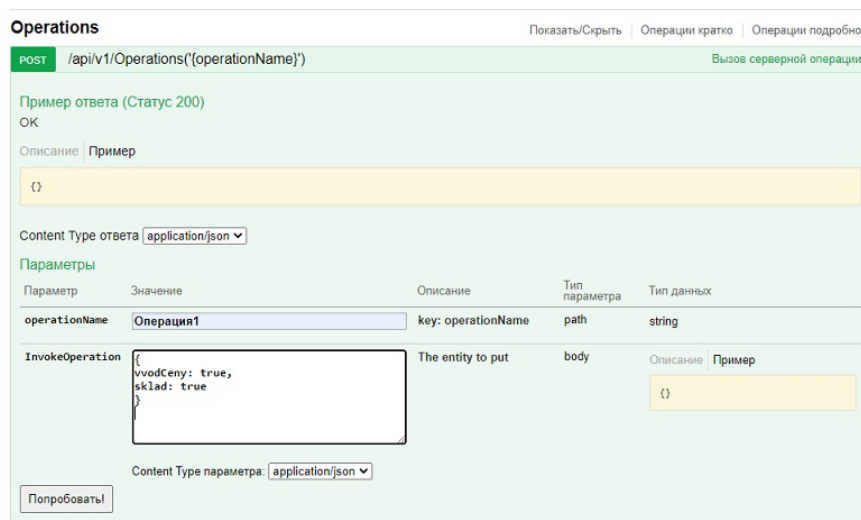 Operations
Показать/Скрыть Операции кратко Операции подробно
POST /api/v1/Operations('{operationName}') Вызов серверной операции
Пример ответа (Статус 200)
OK
Описание Пример
{}
Content Type ответа application/json
Параметры
Параметр Значение Описание Тип параметра Тип данных
operationName Операция1 key: operationName path string
InvokeOperation { The entity to put body Описание Пример
vvodCeny: true,
sklad: true
}
{}
Content Type параметра: application/json
Попробовать!